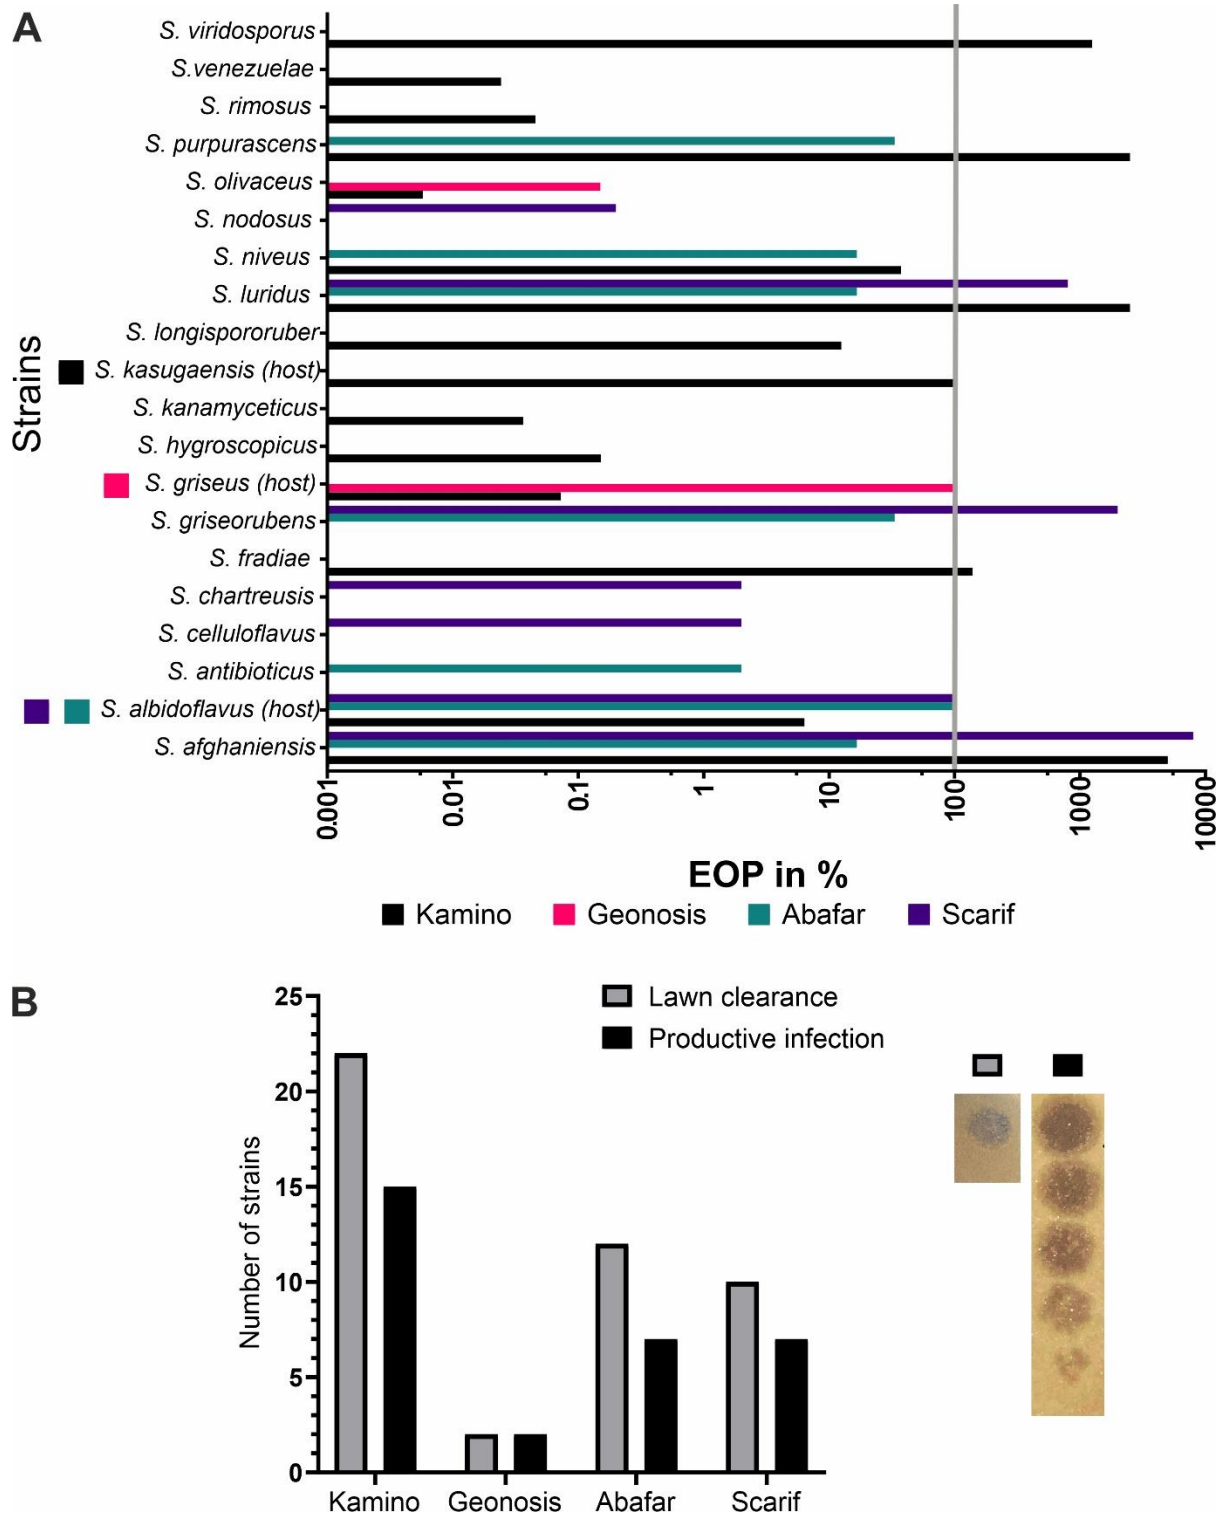 A
S. viridosporus
S.venezuelae
S. rimosus
S. purpurascens
S. olivaceus
S. nodosus
S. niveus
S. luridus
S. longispororuber
S. kasugaensis (host)
S. kanamyceticus
S. hygroscopicus
S. griseus (host)
S. griseorubens
S. fradiae
S. chartreusis
S. celluloflavus
S. antibioticus
S. albidoflavus (host)
S. afghaniensis
Strains
0.001
0.01
0.1
1
10
100
1000
10000
EOP in %
Kamino Geonosis Abafar Scarif
B
Lawn clearance
Productive infection
Number of strains
25
20
15
10
5
0
Kamino Geonosis Abafar Scarif